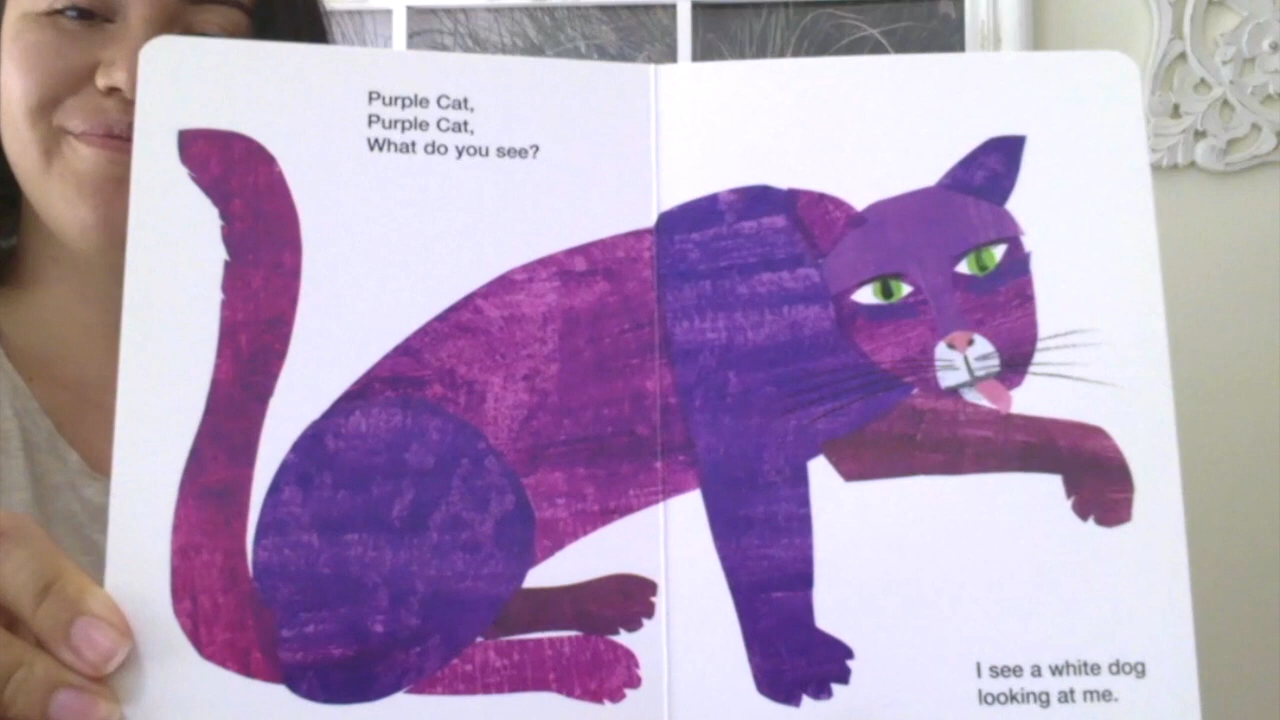 Purple Cat,
Purple Cat,
What do you see?
I see a white dog
looking at me.